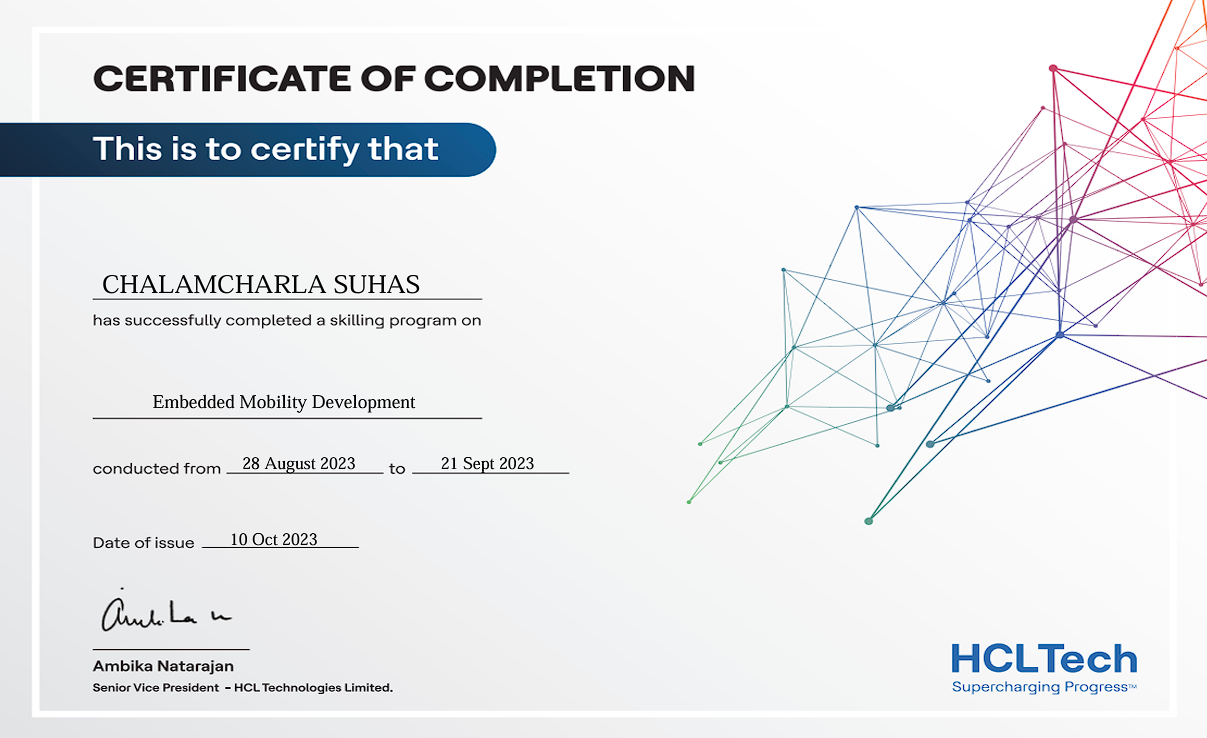 CERTIFICATE OF COMPLETION
This is to certify that
CHALAMCHARLA SUHAS
has successfully completed a skilling program on
Embedded Mobility Development
conducted from 28 August 2023 to 21 Sept 2023
Date of issue 10 Oct 2023
Ambika Natarajan
Senior Vice President - HCL Technologies Limited.
HCLTech
Supercharging Progress™